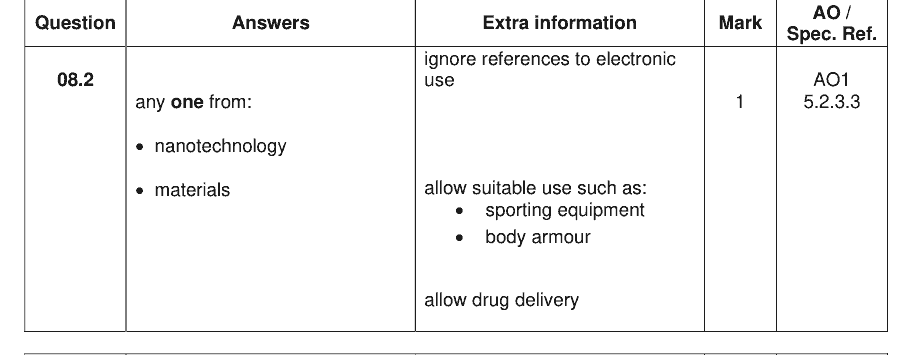 Question
Answers
Extra information
Mark
AO /
Spec. Ref.
08.2
any one from:
• nanotechnology
• materials
ignore references to electronic
use
allow suitable use such as:
• sporting equipment
• body armour
allow drug delivery
1
AO1
5.2.3.3